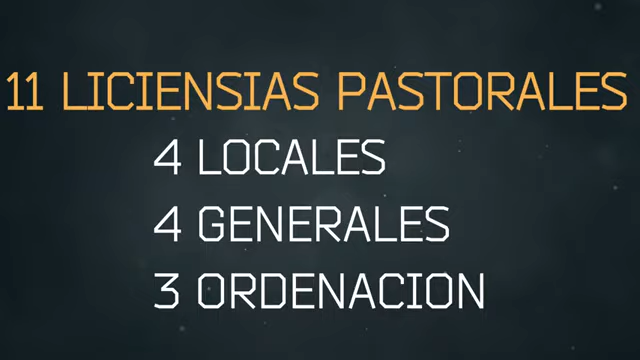 11 LICIENSIAS PASTORALES
4 LOCALES
4 GENERALES
3 ORDENACION